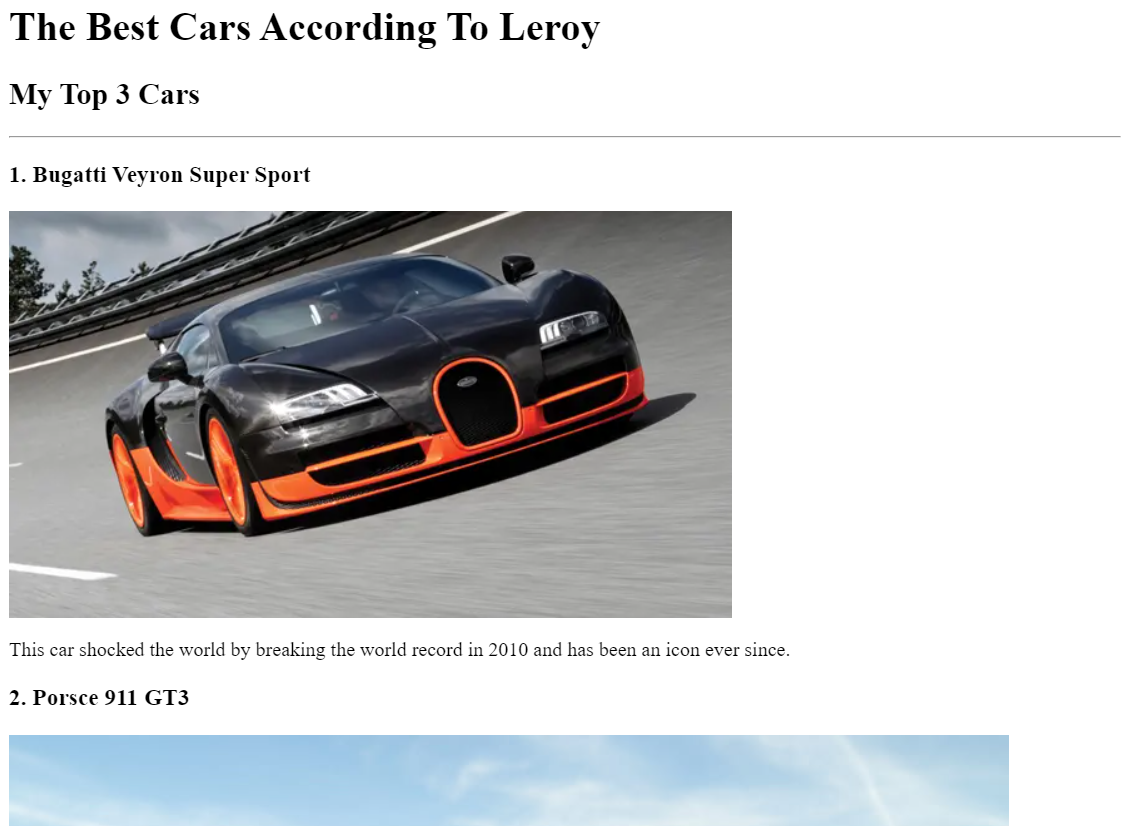 The Best Cars According To Leroy
My Top 3 Cars
1. Bugatti Veyron Super Sport
This car shocked the world by breaking the world record in 2010 and has been an icon ever since.
2. Porsce 911 GT3